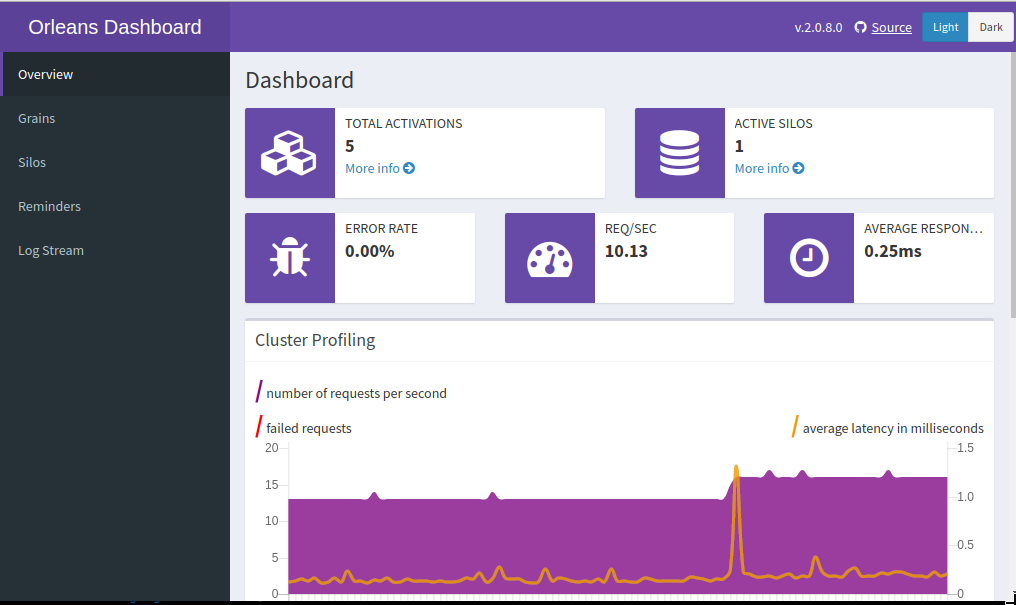 Orleans Dashboard
v.2.0.8.0 Source Light Dark
Overview
Grains
Silos
Reminders
Log Stream
Dashboard
TOTAL ACTIVATIONS
5
More info
ACTIVE SILOS
1
More info
ERROR RATE
0.00%
REQ/SEC
10.13
AVERAGE RESPON...
0.25ms
Cluster Profiling
number of requests per second
failed requests
average latency in milliseconds
20
15
10
5
0
1.5
1.0
0.5
0